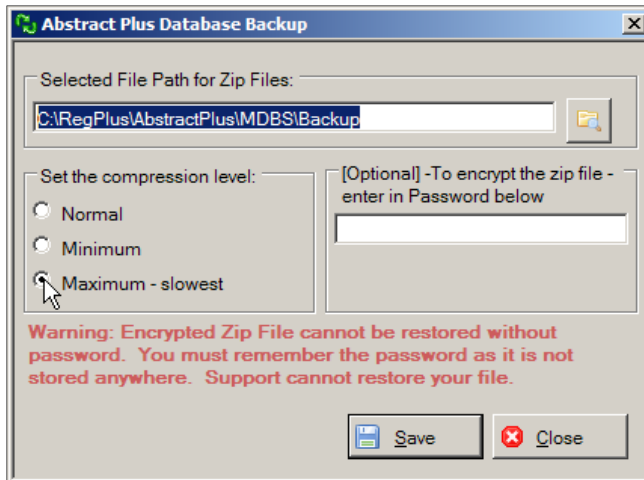 Abstract Plus Database Backup
Selected File Path for Zip Files:
C:\RegPlus\AbstractPlus\MDBS\Backup
Set the compression level:
Normal
Minimum
Maximum - slowest
[Optional] -To encrypt the zip file -
enter in Password below
Warning: Encrypted Zip File cannot be restored without
password.  You must remember the password as it is not
stored anywhere.  Support cannot restore your file.
Save
Close